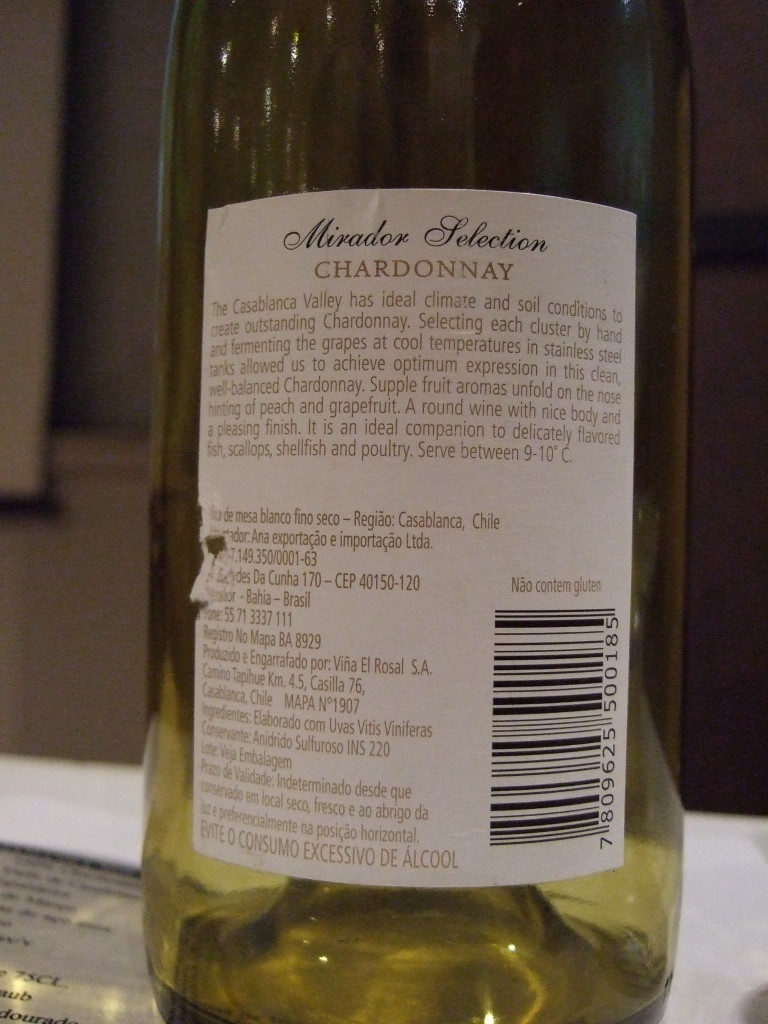 Mirador Selection
CHARDONNAY
The Casablanca Valley has ideal climate and soil conditions to
create outstanding Chardonnay. Selecting each cluster by hand
and fermenting the grapes at cool temperatures in stainless steel
tanks allowed us to achieve optimum expression in this clean,
well-balanced Chardonnay. Supple fruit aromas unfold on the nose
hinting of peach and grapefruit. A round wine with nice body and
a pleasing finish. It is an ideal companion to delicately flavored
fish, scallops, shellfish and poultry. Serve between 9-10° C.
de mesa blanco fino seco – Região: Casablanca, Chile
Ana exportação e importação Ltda.
7.149.350/0001-63
Da Cunha 170 – CEP 40150-120
- Bahia – Brasil
55 71 3337 111
Registro No Mapa BA 8929
Produzido e Engarrafado por: Viña El Rosal S.A.
Camino Tapihue Km. 4.5, Casilla 76,
Casablanca, Chile MAPA N°1907
Ingredientes: Elaborado com Uvas Vitis Viniferas
Conservante: Anídrido Sulfuroso INS 220
Lote: Veja Embalagem
Prazo de Validade: Indeterminado desde que
conservado em local seco, fresco e ao abrigo da
luz e preferencialmente na posição horizontal.
EVITE O CONSUMO EXCESSIVO DE ÁLCOOL
Não contem gluten
7 809625 500185
75CL.
dourado